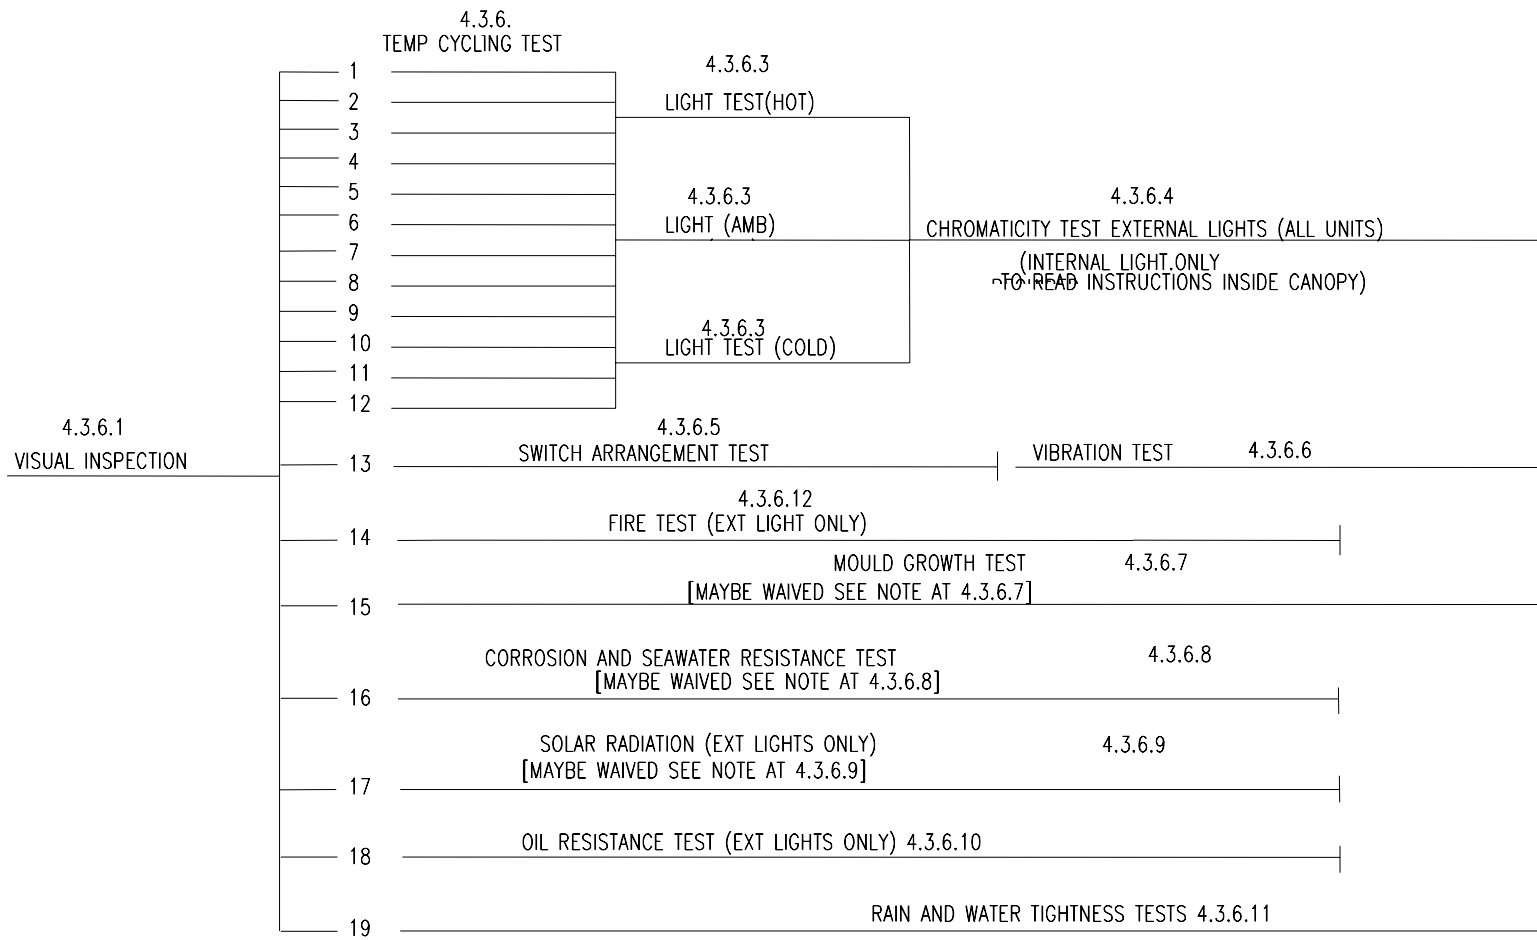 4.3.6.
TEMP CYCLING TEST
1
2
3
4
5
6
7
8
9
10
11
12
4.3.6.3
LIGHT TEST(HOT)
4.3.6.3
LIGHT (AMB)
4.3.6.3
LIGHT TEST (COLD)
4.3.6.4
CHROMATICITY TEST EXTERNAL LIGHTS (ALL UNITS)
(INTERNAL LIGHT.ONLY
TO READ INSTRUCTIONS INSIDE CANOPY)
4.3.6.1
VISUAL INSPECTION
13
4.3.6.5
SWITCH ARRANGEMENT TEST
VIBRATION TEST 4.3.6.6
14
4.3.6.12
FIRE TEST (EXT LIGHT ONLY)
MOULD GROWTH TEST 4.3.6.7
[MAYBE WAIVED SEE NOTE AT 4.3.6.7]
15
CORROSION AND SEAWATER RESISTANCE TEST 4.3.6.8
[MAYBE WAIVED SEE NOTE AT 4.3.6.8]
16
SOLAR RADIATION (EXT LIGHTS ONLY) 4.3.6.9
[MAYBE WAIVED SEE NOTE AT 4.3.6.9]
17
OIL RESISTANCE TEST (EXT LIGHTS ONLY) 4.3.6.10
18
RAIN AND WATER TIGHTNESS TESTS 4.3.6.11
19